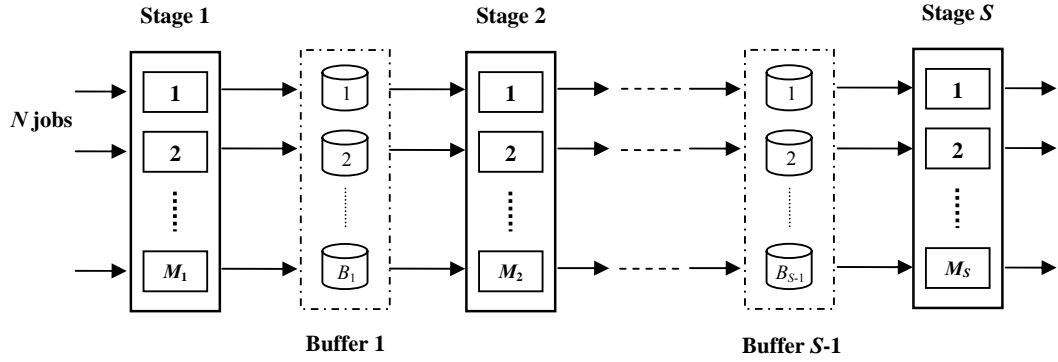 Stage 1
Stage 2
Stage S
N jobs
1
1
1
1
1
2
2
2
2
2
M1
B1
M2
BS-1
MS
Buffer 1
Buffer S-1